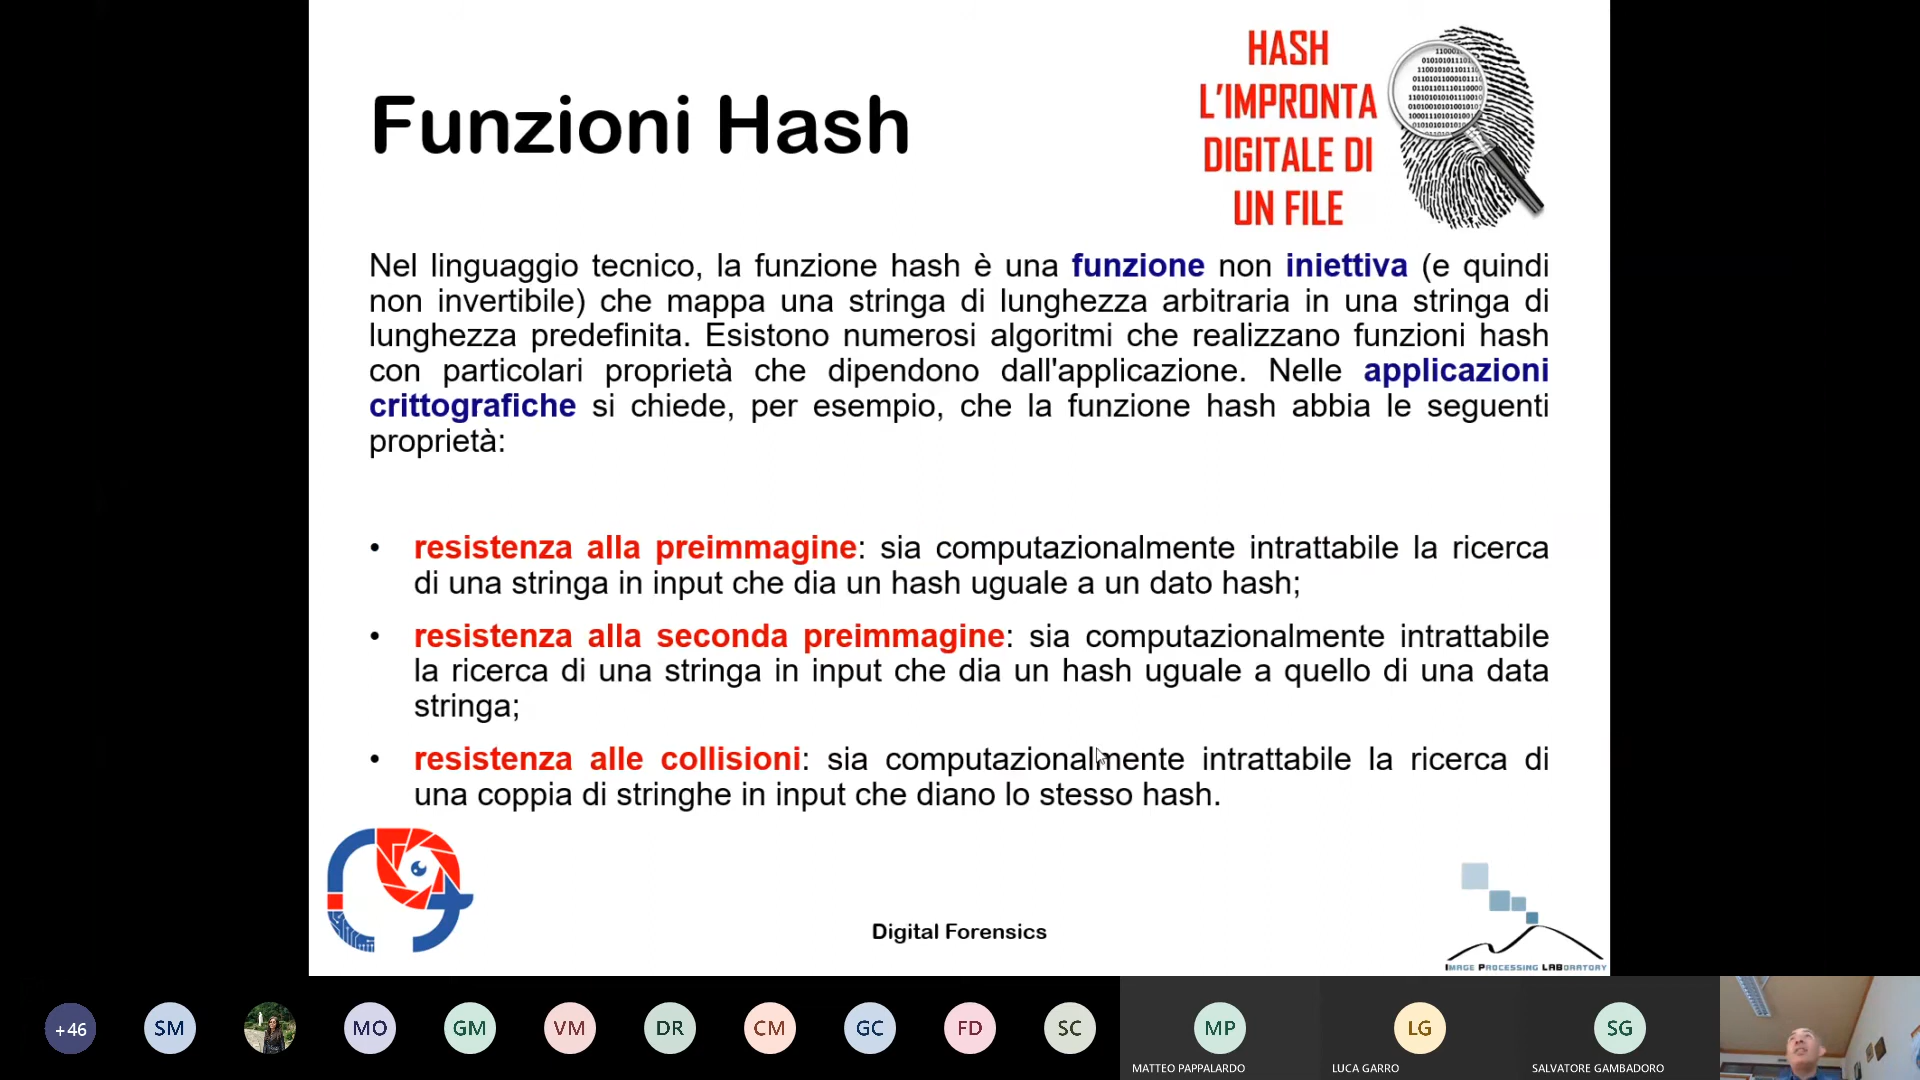 HASH
L'IMPRONTA
DIGITALE DI
UN FILE
Funzioni Hash
Nel linguaggio tecnico, la funzione hash è una funzione non iniettiva (e quindi
non invertibile) che mappa una stringa di lunghezza arbitraria in una stringa di
lunghezza predefinita. Esistono numerosi algoritmi che realizzano funzioni hash
con particolari proprietà che dipendono dall'applicazione. Nelle applicazioni
crittografiche si chiede, per esempio, che la funzione hash abbia le seguenti
proprietà:
• resistenza alla preimmagine: sia computazionalmente intrattabile la ricerca
di una stringa in input che dia un hash uguale a un dato hash;
• resistenza alla seconda preimmagine: sia computazionalmente intrattabile
la ricerca di una stringa in input che dia un hash uguale a quello di una data
stringa;
• resistenza alle collisioni: sia computazionalmente intrattabile la ricerca di
una coppia di stringhe in input che diano lo stesso hash.
Digital Forensics
IMAGE PROCESSING LABORATORY
+46
SM
MO
GM
VM
DR
CM
GC
FD
SC
MP
LG
SG
MATTEO PAPPALARDO
LUCA GARRO
SALVATORE GAMBADORO